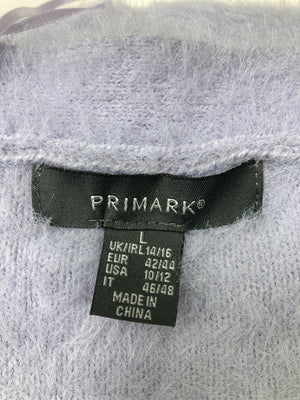 PRIMARK®
L
UK/IRL 14/16
EUR 42/44
USA 10/12
IT 46/48
MADE IN
CHINA